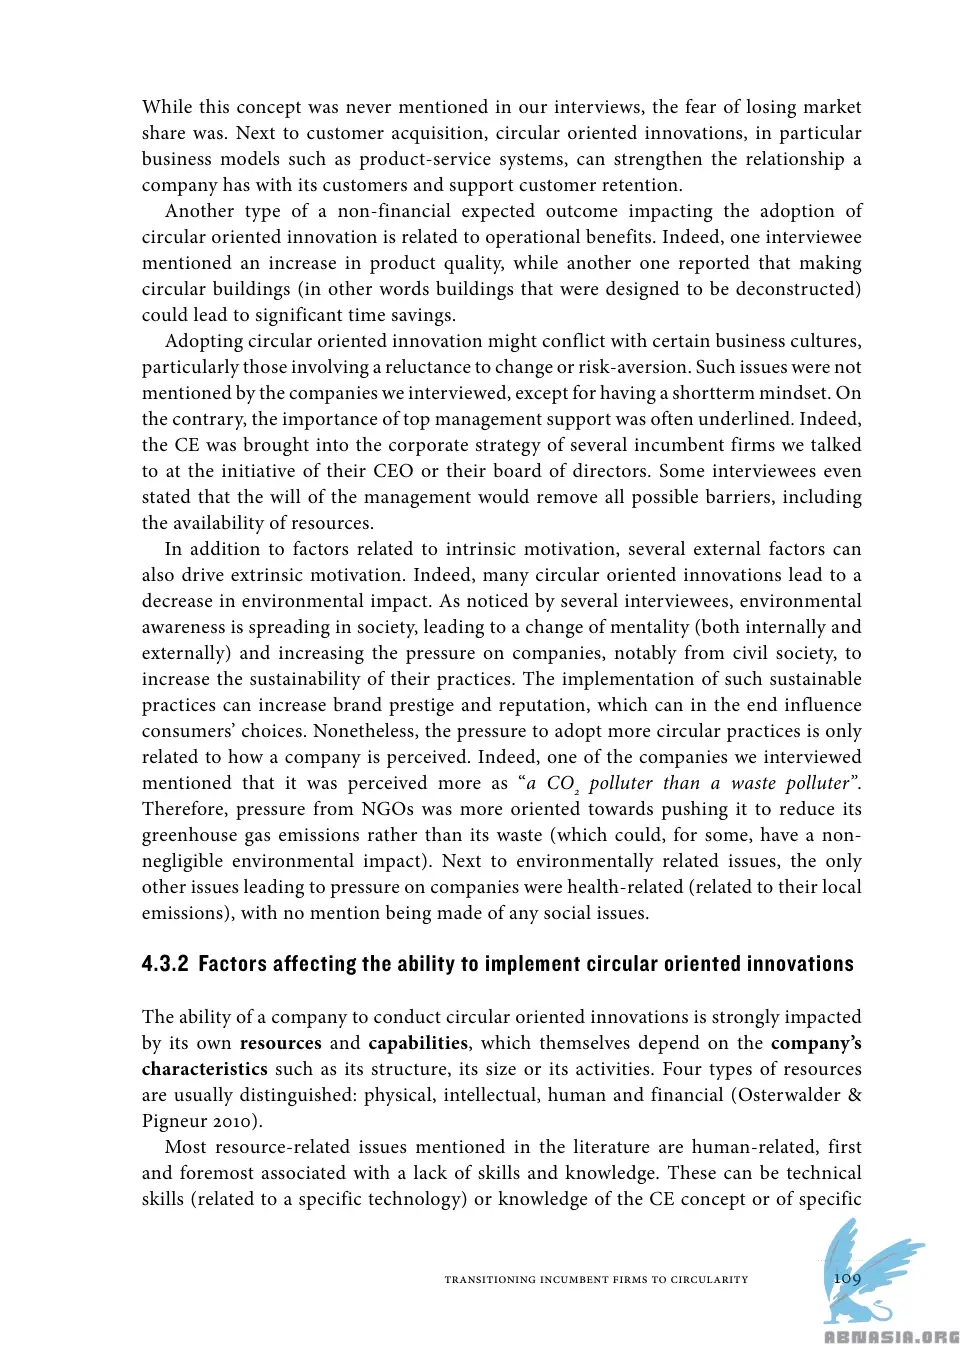 While this concept was never mentioned in our interviews, the fear of losing market
share was. Next to customer acquisition, circular oriented innovations, in particular
business models such as product-service systems, can strengthen the relationship a
company has with its customers and support customer retention.
Another type of a non-financial expected outcome impacting the adoption of
circular oriented innovation is related to operational benefits. Indeed, one interviewee
mentioned an increase in product quality, while another one reported that making
circular buildings (in other words buildings that were designed to be deconstructed)
could lead to significant time savings.
Adopting circular oriented innovation might conflict with certain business cultures,
particularly those involving a reluctance to change or risk-aversion. Such issues were not
mentioned by the companies we interviewed, except for having a shortterm mindset. On
the contrary, the importance of top management support was often underlined. Indeed,
the CE was brought into the corporate strategy of several incumbent firms we talked
to at the initiative of their CEO or their board of directors. Some interviewees even
stated that the will of the management would remove all possible barriers, including
the availability of resources.
In addition to factors related to intrinsic motivation, several external factors can
also drive extrinsic motivation. Indeed, many circular oriented innovations lead to a
decrease in environmental impact. As noticed by several interviewees, environmental
awareness is spreading in society, leading to a change of mentality (both internally and
externally) and increasing the pressure on companies, notably from civil society, to
increase the sustainability of their practices. The implementation of such sustainable
practices can increase brand prestige and reputation, which can in the end influence
consumers’ choices. Nonetheless, the pressure to adopt more circular practices is only
related to how a company is perceived. Indeed, one of the companies we interviewed
mentioned that it was perceived more as “a CO₂ polluter than a waste polluter”.
Therefore, pressure from NGOs was more oriented towards pushing it to reduce its
greenhouse gas emissions rather than its waste (which could, for some, have a non-
negligible environmental impact). Next to environmentally related issues, the only
other issues leading to pressure on companies were health-related (related to their local
emissions), with no mention being made of any social issues.
4.3.2 Factors affecting the ability to implement circular oriented innovations
The ability of a company to conduct circular oriented innovations is strongly impacted
by its own resources and capabilities, which themselves depend on the company’s
characteristics such as its structure, its size or its activities. Four types of resources
are usually distinguished: physical, intellectual, human and financial (Osterwalder &
Pigneur 2010).
Most resource-related issues mentioned in the literature are human-related, first
and foremost associated with a lack of skills and knowledge. These can be technical
skills (related to a specific technology) or knowledge of the CE concept or of specific
TRANSITIONING INCUMBENT FIRMS TO CIRCULARITY 109
ABNASIA.ORG